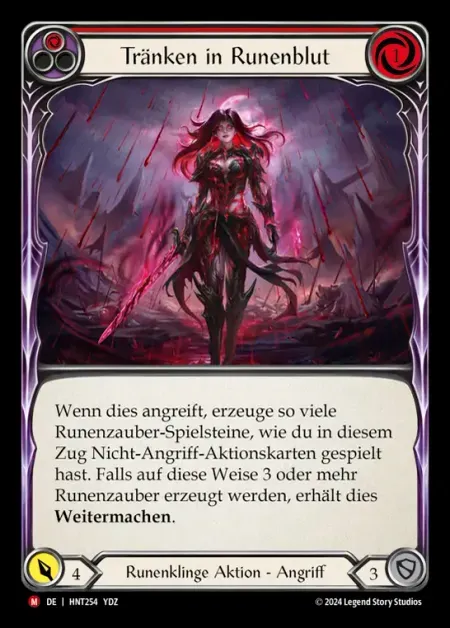 Tränken in Runenblut
1
Wenn dies angreift, erzeuge so viele
Runenzauber-Spielsteine, wie du in diesem
Zug Nicht-Angriff-Aktionskarten gespielt
hast. Falls auf diese Weise 3 oder mehr
Runenzauber erzeugt werden, erhält dies
Weitermachen.
4
Runenklinge Aktion - Angriff
3
M DE | HNT254 YDZ
© 2024 Legend Story Studios